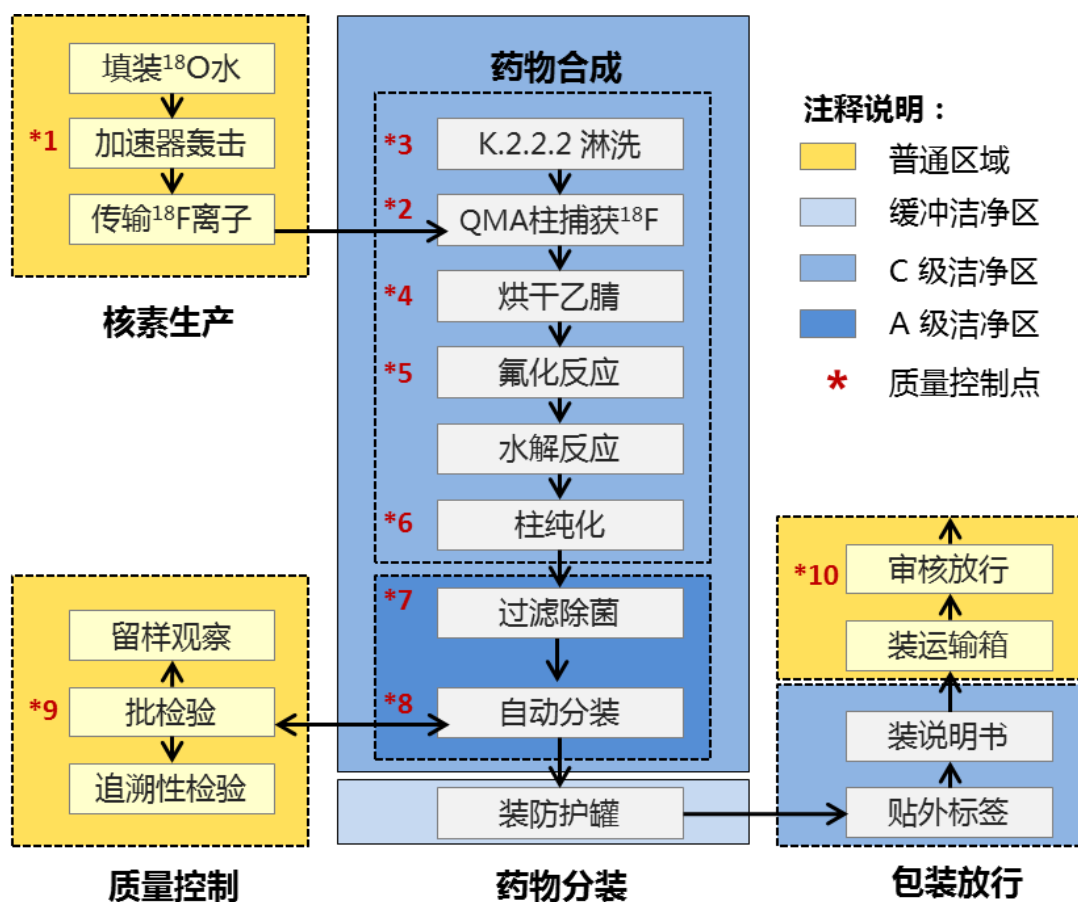 填装¹⁸O水
*1
加速器轰击
传输¹⁸F离子
核素生产
药物合成
*3
K.2.2.2 淋洗
*2
QMA柱捕获¹⁸F
*4
烘干乙腈
*5
氟化反应
水解反应
*6
柱纯化
*7
过滤除菌
*8
自动分装
装防护罐
药物分装
留样观察
*9
批检验
追溯性检验
质量控制
注释说明：
普通区域
缓冲洁净区
C 级洁净区
A 级洁净区
* 质量控制点
*10
审核放行
装运输箱
装说明书
贴外标签
包装放行